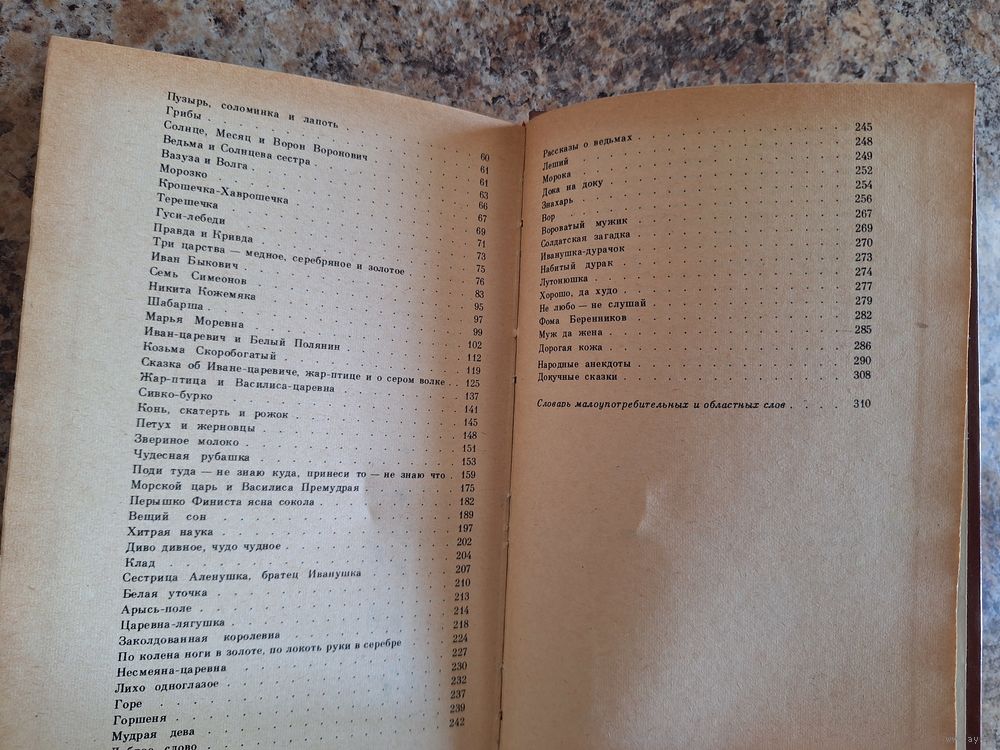 Пузырь, соломинка и лапоть 60
Грибы 61
Солнце, Месяц и Ворон Воронович 61
Ведьма и Солнцева сестра 63
Вазуза и Волга 66
Морозко 67
Крошечка-Хаврошечка 69
Терешечка 71
Гуси-лебеди 73
Правда и Кривда 75
Три царства — медное, серебряное и золотое 76
Иван Быкович 83
Семь Симеонов 95
Никита Кожемяка 97
Шабарша 99
Марья Моревна 102
Иван-царевич и Белый Полянин 112
Козьма Скоробогатый 119
Сказка об Иване-царевиче, жар-птице и о сером волке 125
Жар-птица и Василиса-царевна 137
Сивко-бурко 141
Конь, скатерть и рожок 145
Петух и жерновцы 148
Звериное молоко 151
Чудесная рубашка 153
Поди туда — не знаю куда, принеси то — не знаю что 159
Морской царь и Василиса Премудрая 175
Перышко Финиста ясна сокола 182
Вещий сон 189
Хитрая наука 197
Диво дивное, чудо чудное 202
Клад 204
Сестрица Аленушка, братец Иванушка 207
Белая уточка 210
Арысь-поле 213
Царевна-лягушка 214
Заколдованная королевна 218
По колена ноги в золоте, по локоть руки в серебре 224
Несмеяна-царевна 227
Лихо одноглазое 230
Горе 232
Горшеня 237
Мудрая дева 239
слово 242
Рассказы о ведьмах 245
Леший 248
Морока 249
Дока на доку 252
Знахарь 254
Вор 256
Вороватый мужик 267
Солдатская загадка 269
Иванушка-дурачок 270
Набитый дурак 273
Лутонюшка 274
Хорошо, да худо 277
Не любо — не слушай 279
Фома Беренников 282
Муж да жена 285
Дорогая кожа 286
Народные анекдоты 290
Докучные сказки 308
Словарь малоупотребительных и областных слов 310